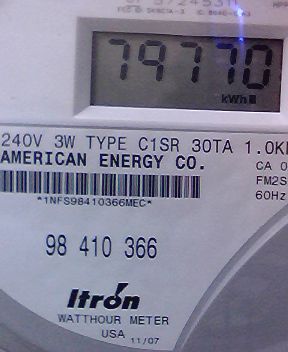 79770
kWh
240V 3W TYPE C1SR 30TA 1.0K
AMERICAN ENERGY CO.
CA 0
FM2S
60Hz
*1NFS98410366MEC*
98 410 366
Itrón
WATTHOUR METER
USA 11/07